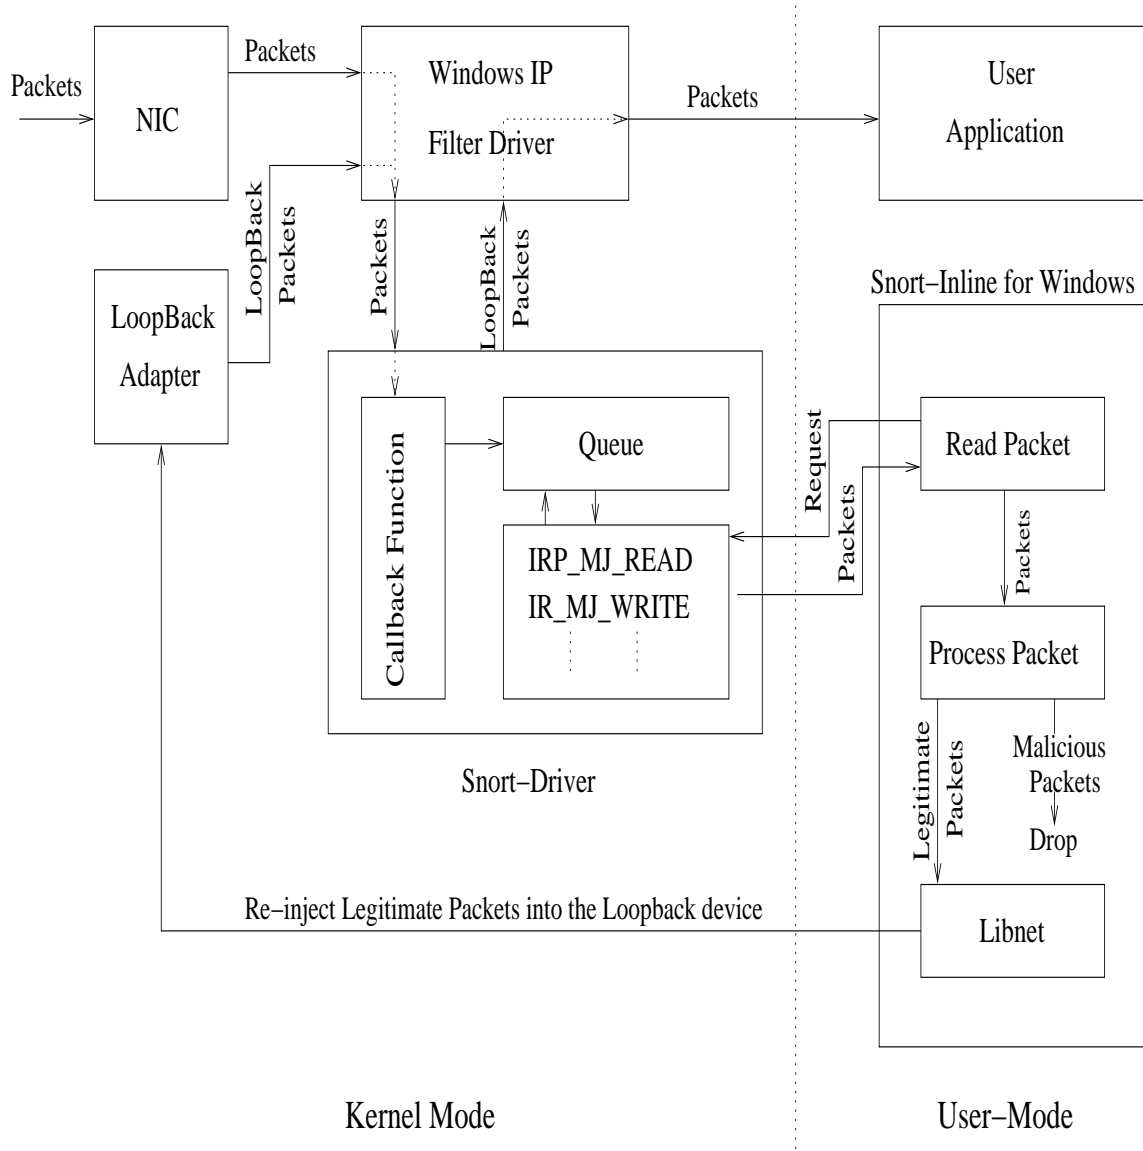 Packets
NIC
Packets
Windows IP
Filter Driver
Packets
User
Application
LoopBack
Packets
Packets
LoopBack
Packets
LoopBack
Adapter
Snort–Inline for Windows
Callback Function
Queue
IRP_MJ_READ
IR_MJ_WRITE
Request
Packets
Read Packet
Packets
Process Packet
Legitimate
Packets
Malicious
Packets
Drop
Snort–Driver
Re–inject Legitimate Packets into the Loopback device
Libnet
Kernel Mode
User–Mode